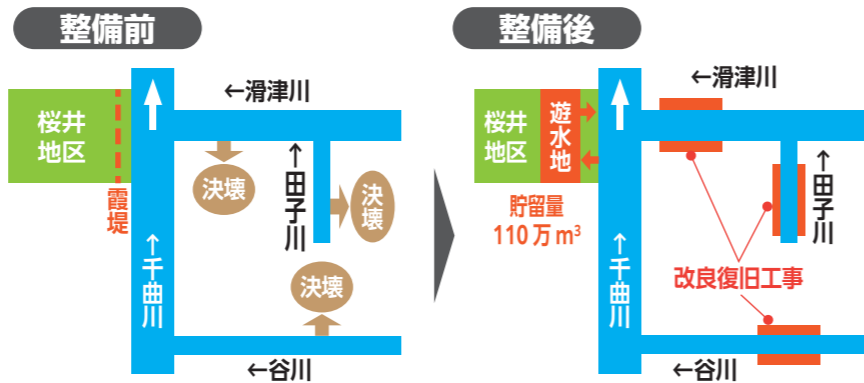 整備前
←滑津川
桜井
地区
霞堤
決壊
←田子川
決壊
←千曲川
決壊
←谷川
整備後
←滑津川
桜井
地区
遊水地
←田子川
貯留量
110万m³
←千曲川
改良復旧工事
←谷川